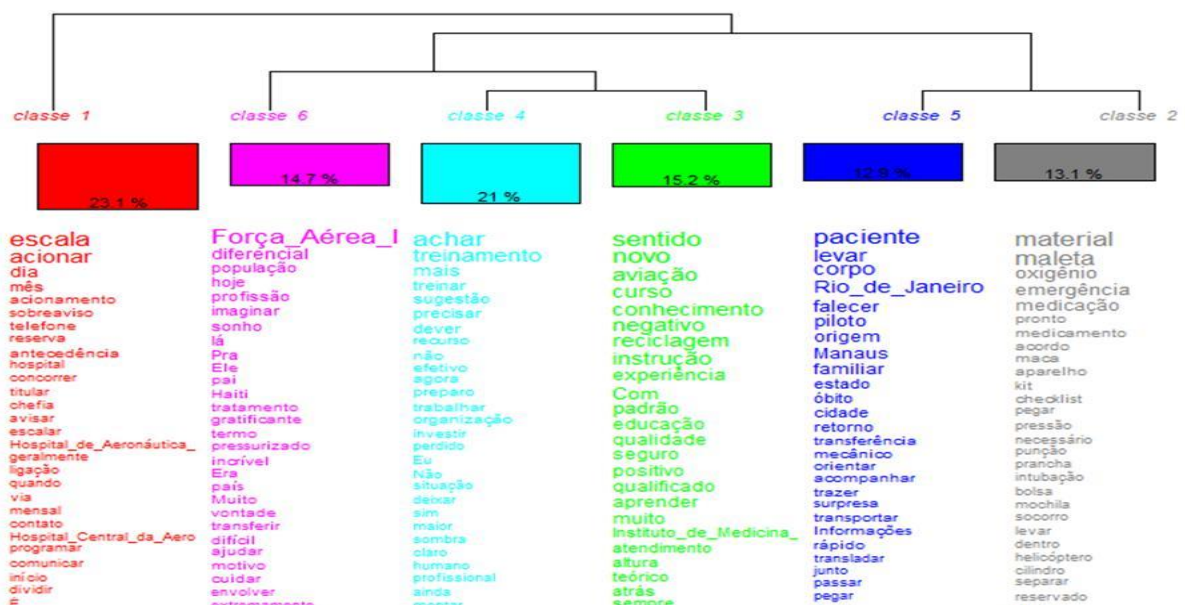 classe 1
classe 6
classe 4
classe 3
classe 5
classe 2
23.1 %
14.7 %
21 %
15.2 %
12.9 %
13.1 %
escala
acionar
dia
mês
acionamento
sobreaviso
telefone
reserva
antecedência
hospital
concorrer
titular
chefia
avisar
escalar
Hospital_de_Aeronáutica_
geralmente
ligação
quando
via
mensal
contato
Hospital_Central_da_Aero
programar
comunicar
início
dividir
É
Força_Aérea_
diferencial
população
hoje
profissão
imaginar
sonho
lá
Pra
Ele
pai
Haiti
tratamento
gratificante
termo
pressurizado
incrível
Era
país
Muito
vontade
transferir
difícil
ajudar
motivo
cuidar
envolver
extremamente
achar
treinamento
mais
treinar
sugestão
precisar
dever
recurso
não
efetivo
agora
preparo
trabalhar
organização
investir
perdido
Eu
Não
situação
deixar
sim
maior
sombra
claro
humano
profissional
ainda
sentido
novo
aviação
curso
conhecimento
negativo
reciclagem
instrução
experiência
Com
padrão
educação
qualidade
seguro
positivo
qualificado
aprender
muito
Instituto_de_Medicina_
atendimento
altura
teórico
atrás
sempre
paciente
levar
corpo
Rio_de_Janeiro
falecer
piloto
origem
Manaus
familiar
estado
óbito
cidade
retorno
transferência
mecânico
orientar
acompanhar
trazer
surpresa
transportar
Informações
rápido
transladar
junto
passar
pegar
material
maleta
oxigênio
emergência
medicação
pronto
medicamento
acordo
maca
aparelho
kit
checklist
pegar
pressão
necessário
punção
prancha
intubação
bolsa
mochila
socorro
levar
dentro
helicóptero
cilindro
separar
reservado